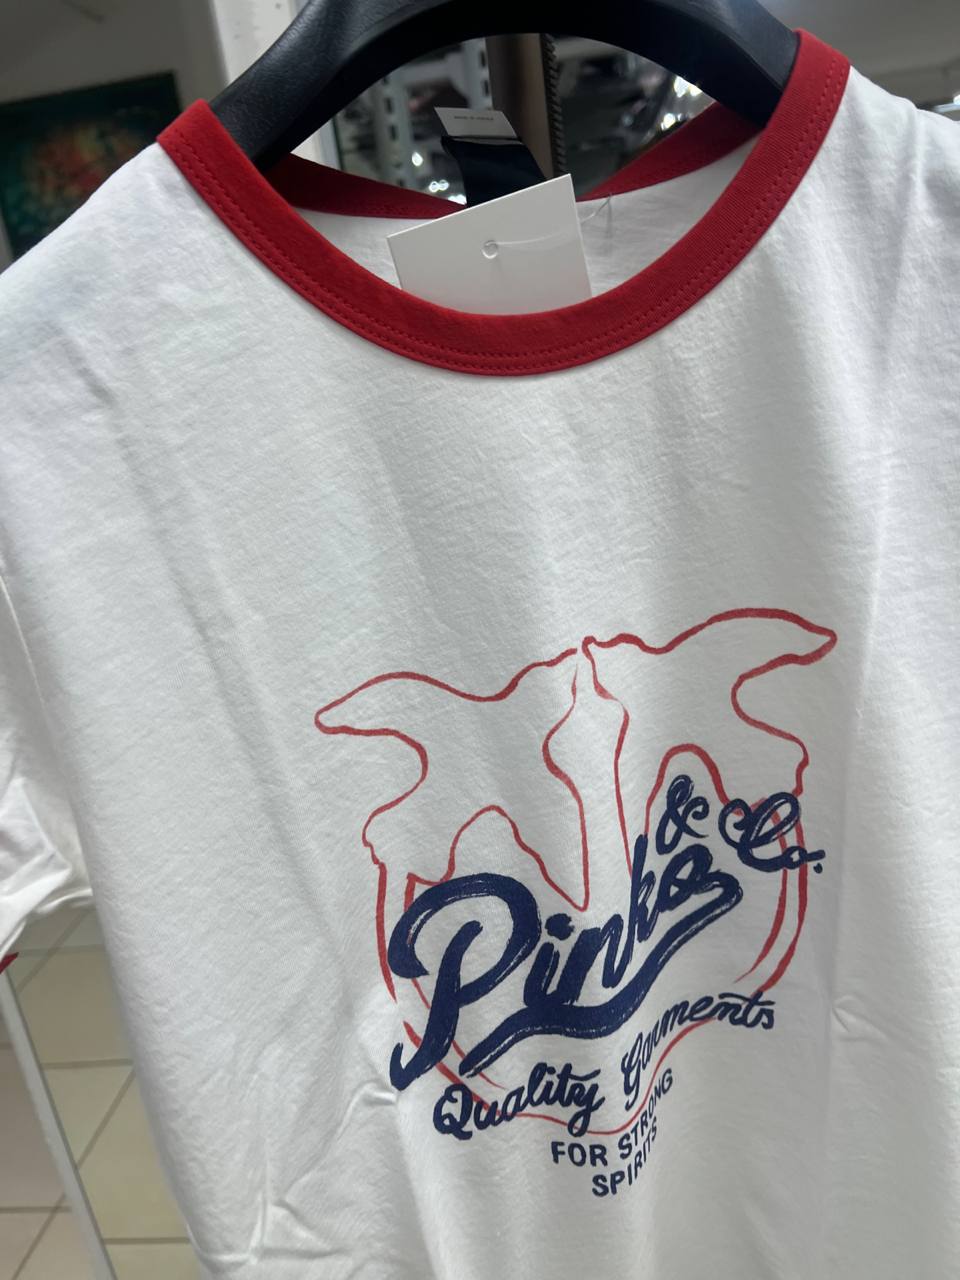 & Co.
Pinko
Quality Garments
FOR STRONG
SPIRITS